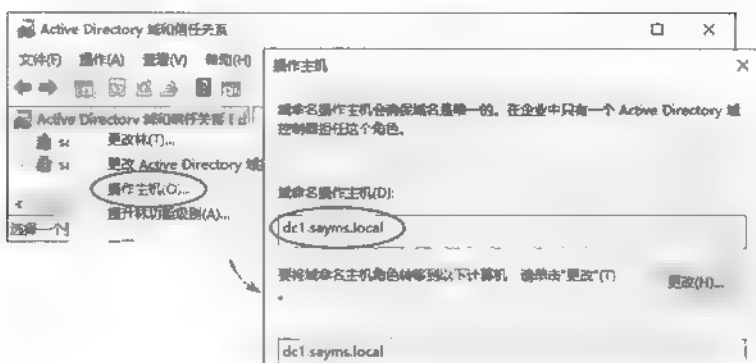 Active Directory 域和信任关系
文件(F) 操作(A) 查看(V) 帮助(H)
Active Directory 域和信任关系 [ d
sa
sa
更改林(T)...
更改 Active Directory 域
操作主机(O)...
提升林功能级别(A)...
选择一个
操作主机
域命名操作主机会确保域名是唯一的。在企业中只有一个 Active Directory 域
控制器担任这个角色。
域命名操作主机(D):
dc1.sayms.local
要将域命名主机角色转移到以下计算机，请单击"更改"(T)
。
更改(H)...
dc1.sayms.local